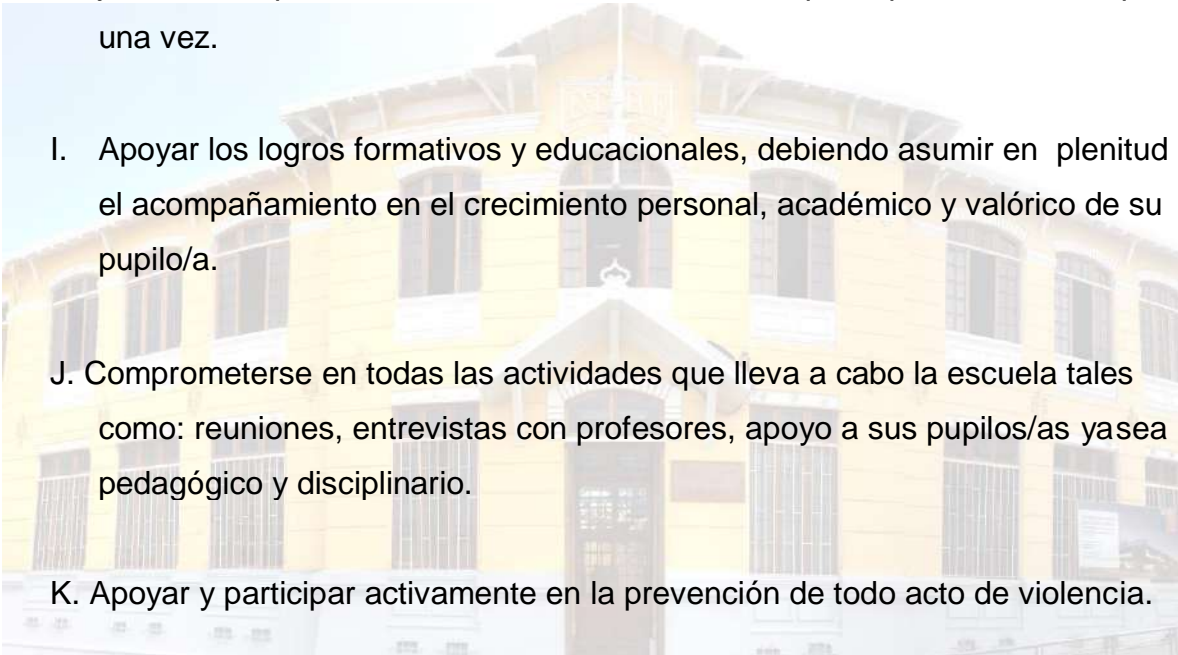 una vez.
I. Apoyar los logros formativos y educacionales, debiendo asumir en plenitud
el acompañamiento en el crecimiento personal, académico y valórico de su
pupilo/a.
J. Comprometerse en todas las actividades que lleva a cabo la escuela tales
como: reuniones, entrevistas con profesores, apoyo a sus pupilos/as yasea
pedagógico y disciplinario.
K. Apoyar y participar activamente en la prevención de todo acto de violencia.